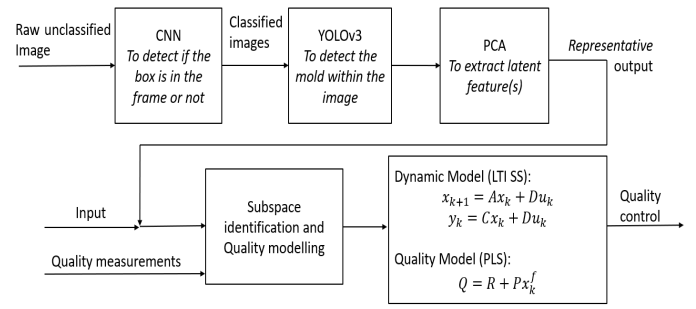 Raw unclassified
Image
CNN
To detect if the
box is in the
frame or not
Classified
images
YOLOv3
To detect the
mold within the
image
PCA
To extract latent
feature(s)
Representative
output
Input
Quality measurements
Subspace
identification and
Quality modelling
Dynamic Model (LTI SS):
x_{k+1} = Ax_k + Du_k
y_k = Cx_k + Du_k
Quality Model (PLS):
Q = R + Px_k^f
Quality
control